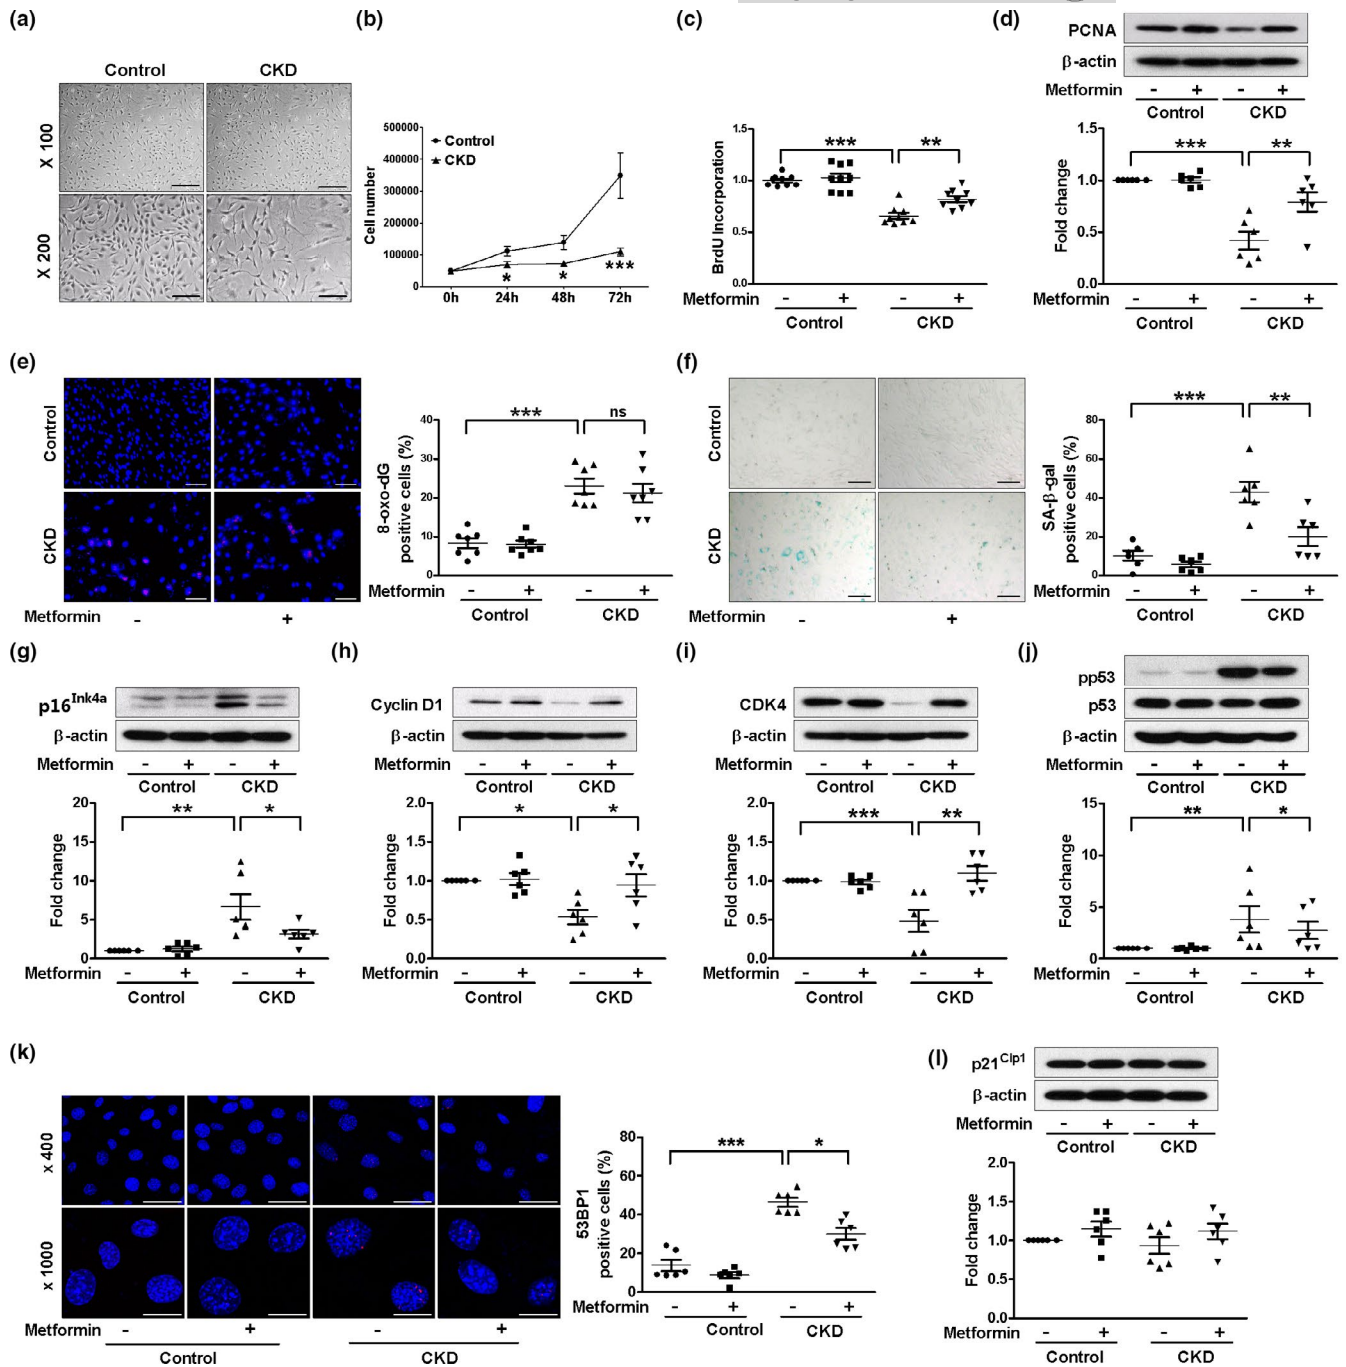 (a)
Control CKD
X 100
X 200
(b)
500000
400000
300000
200000
100000
0
Cell number
Control
CKD
* * ***
0h 24h 48h 72h
(c)
1.5
1.0
0.5
0.0
BrdU Incorporation
*** **
Metformin - + - +
Control CKD
(d)
PCNA
β-actin
Metformin - + - +
Control CKD
1.5
1.0
0.5
0.0
Fold change
*** **
Metformin - + - +
Control CKD
(e)
Control
CKD
Metformin - +
40
30
20
10
0
8-oxo-dG
positive cells (%)
*** ns
Metformin - + - +
Control CKD
(f)
Control
CKD
Metformin - +
80
60
40
20
0
SA-β-gal
positive cells (%)
*** **
Metformin - + - +
Control CKD
(g)
p16Ink4a
β-actin
Metformin - + - +
Control CKD
20
15
10
5
0
Fold change
** *
Metformin - + - +
Control CKD
(h)
Cyclin D1
β-actin
Metformin - + - +
Control CKD
2.0
1.5
1.0
0.5
0.0
Fold change
* *
Metformin - + - +
Control CKD
(i)
CDK4
β-actin
Metformin - + - +
Control CKD
2.0
1.5
1.0
0.5
0.0
Fold change
*** **
Metformin - + - +
Control CKD
(j)
pp53
p53
β-actin
Metformin - + - +
Control CKD
15
10
5
0
Fold change
** *
Metformin - + - +
Control CKD
(k)
x 400
x 1000
Metformin - + - +
Control CKD
80
60
40
20
0
53BP1
positive cells (%)
*** *
Metformin - + - +
Control CKD
(l)
p21Cip1
β-actin
Metformin - + - +
Control CKD
2.0
1.5
1.0
0.5
0.0
Fold change
Metformin - + - +
Control CKD